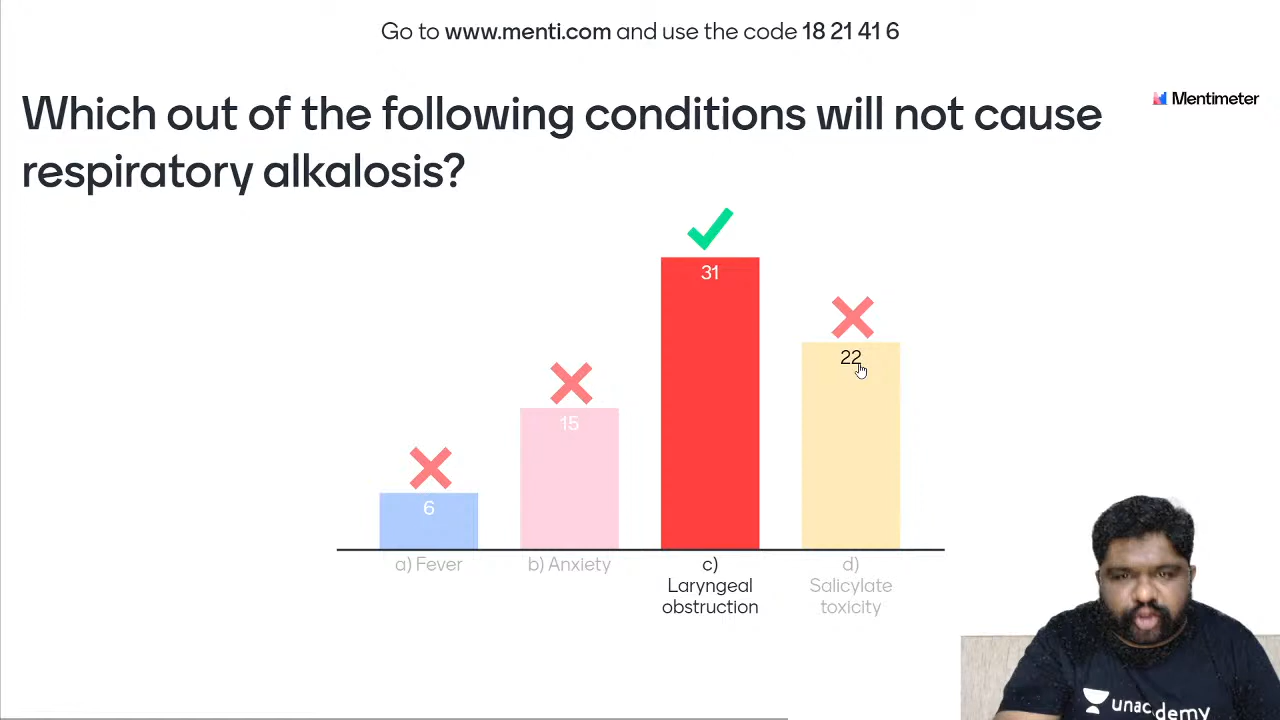 Go to www.menti.com and use the code 18 21 41 6
Mentimeter
Which out of the following conditions will not cause
respiratory alkalosis?
31
22
15
6
a) Fever
b) Anxiety
c)
Laryngeal
obstruction
d)
Salicylate
toxicity
unacademy